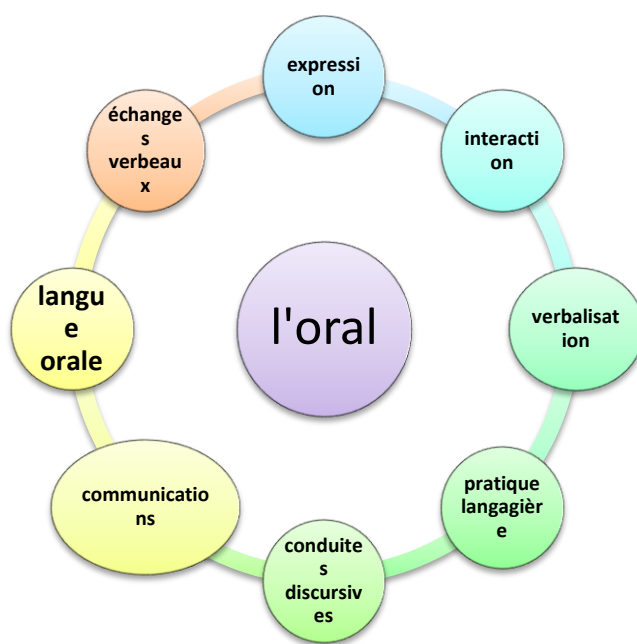 expressi
on
interacti
on
verbalisat
ion
pratique
langagièr
e
conduite
s
discursiv
es
communicatio
ns
langu
e
orale
échange
s
verbeau
x
l'oral